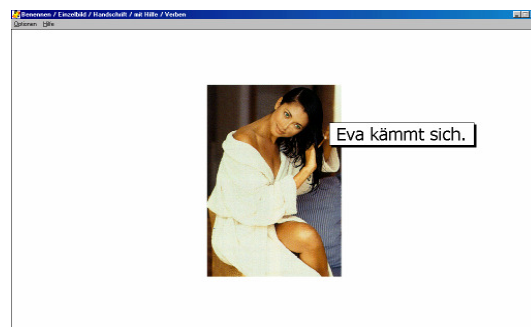 Benennen / Einzelbild / Handschrift / mit Hilfe / Verben
Optionen Hilfe
Eva kämmt sich.